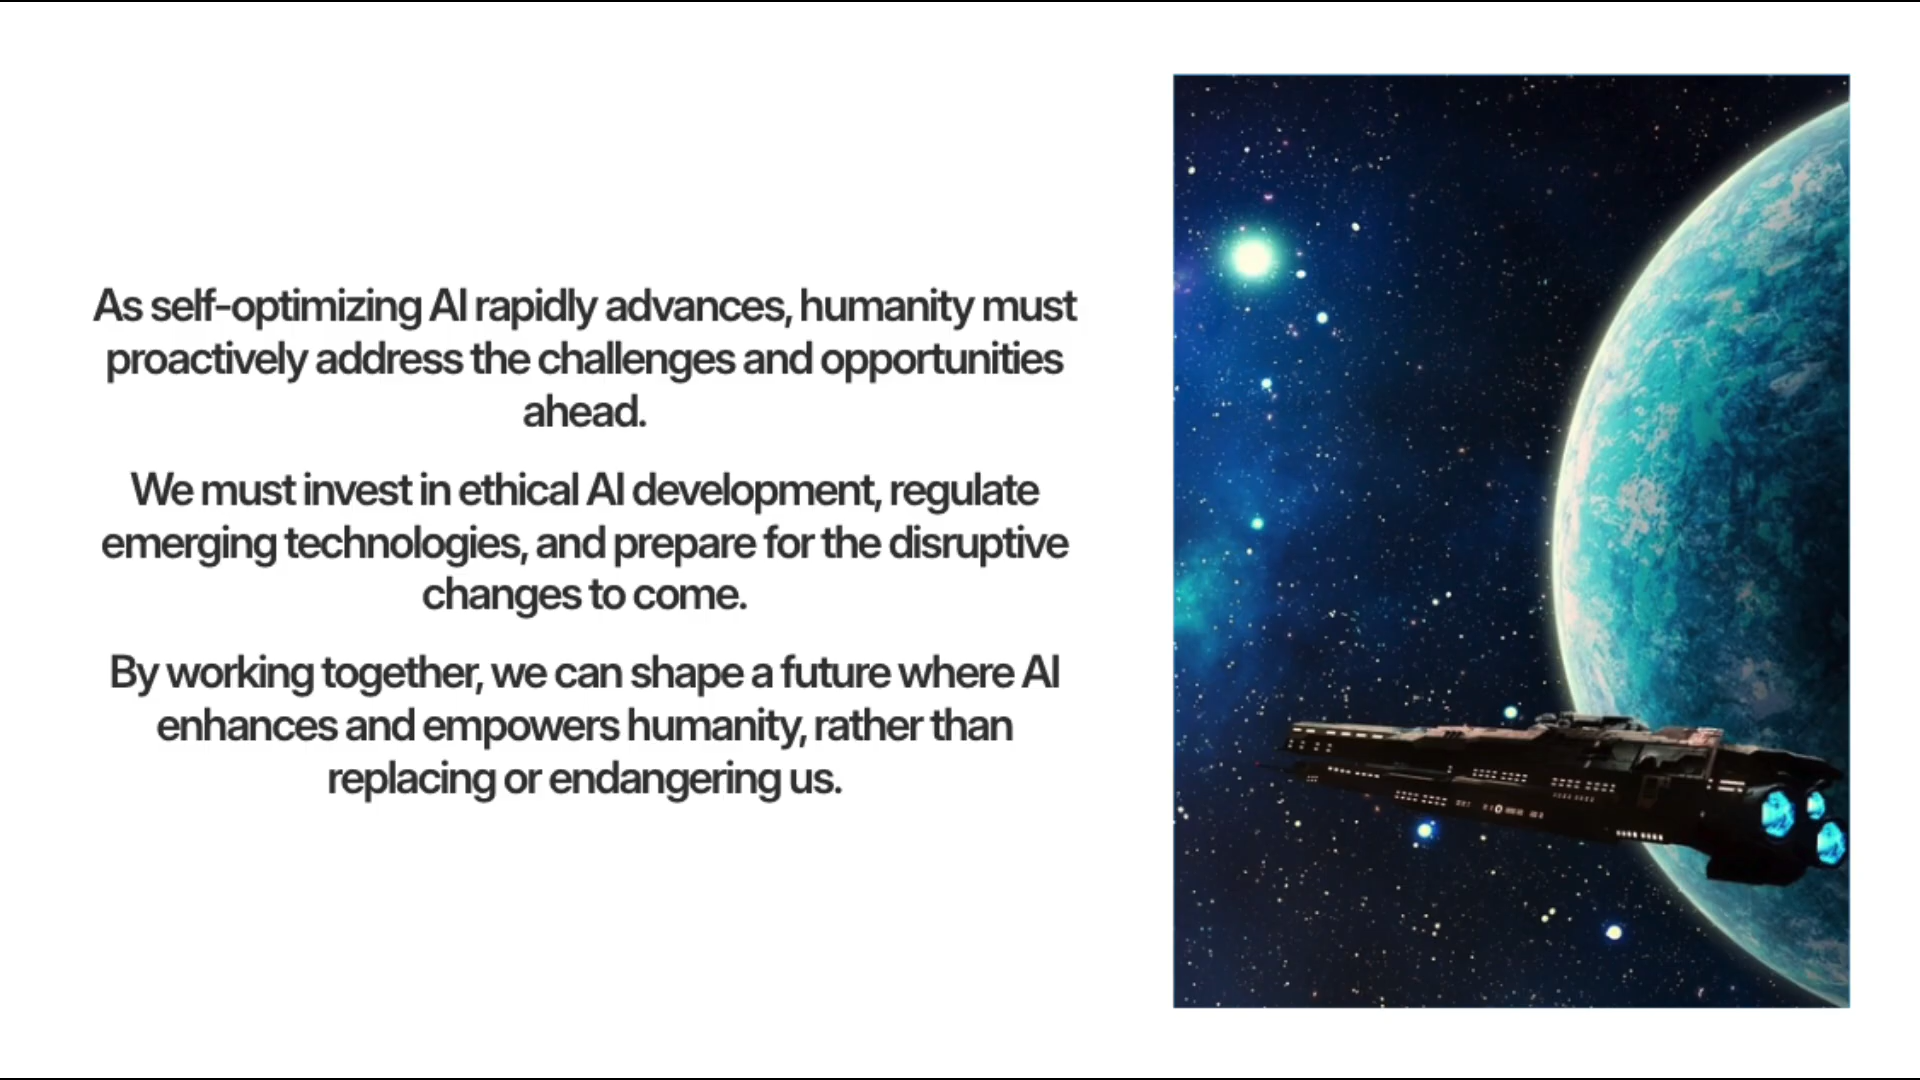 As self-optimizing AI rapidly advances, humanity must
proactively address the challenges and opportunities
ahead.
We must invest in ethical AI development, regulate
emerging technologies, and prepare for the disruptive
changes to come.
By working together, we can shape a future where AI
enhances and empowers humanity, rather than
replacing or endangering us.